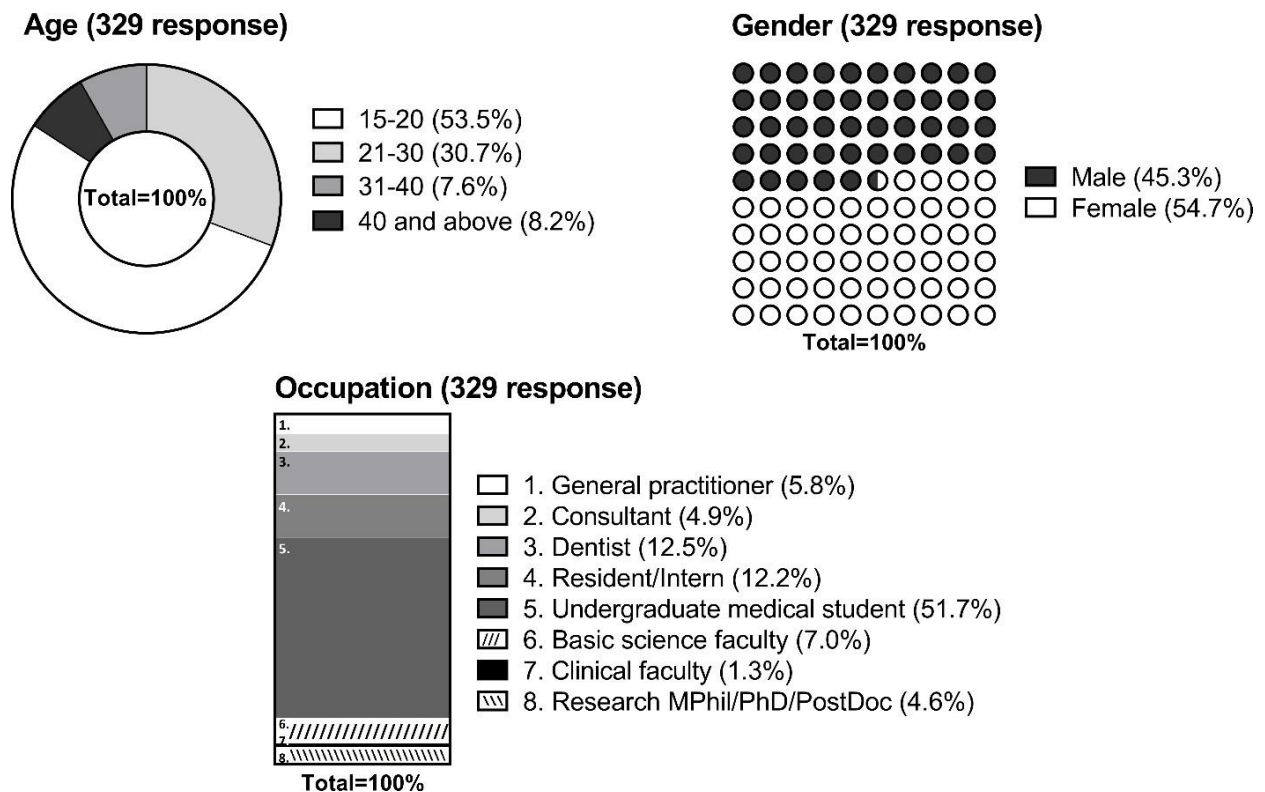 Age (329 response)
Total=100%
15-20 (53.5%)
21-30 (30.7%)
31-40 (7.6%)
40 and above (8.2%)
Gender (329 response)
Male (45.3%)
Female (54.7%)
Total=100%
Occupation (329 response)
1.
2.
3.
4.
5.
6.
7.
8.
1. General practitioner (5.8%)
2. Consultant (4.9%)
3. Dentist (12.5%)
4. Resident/Intern (12.2%)
5. Undergraduate medical student (51.7%)
6. Basic science faculty (7.0%)
7. Clinical faculty (1.3%)
8. Research MPhil/PhD/PostDoc (4.6%)
Total=100%